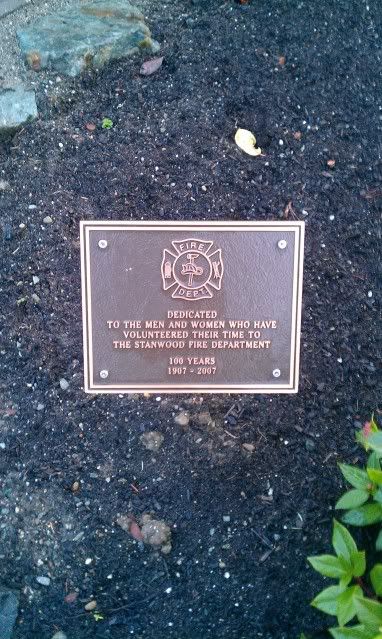 FIRE
DEPT
DEDICATED
TO THE MEN AND WOMEN WHO HAVE
VOLUNTEERED THEIR TIME TO
THE STANWOOD FIRE DEPARTMENT
100 YEARS
1907 - 2007